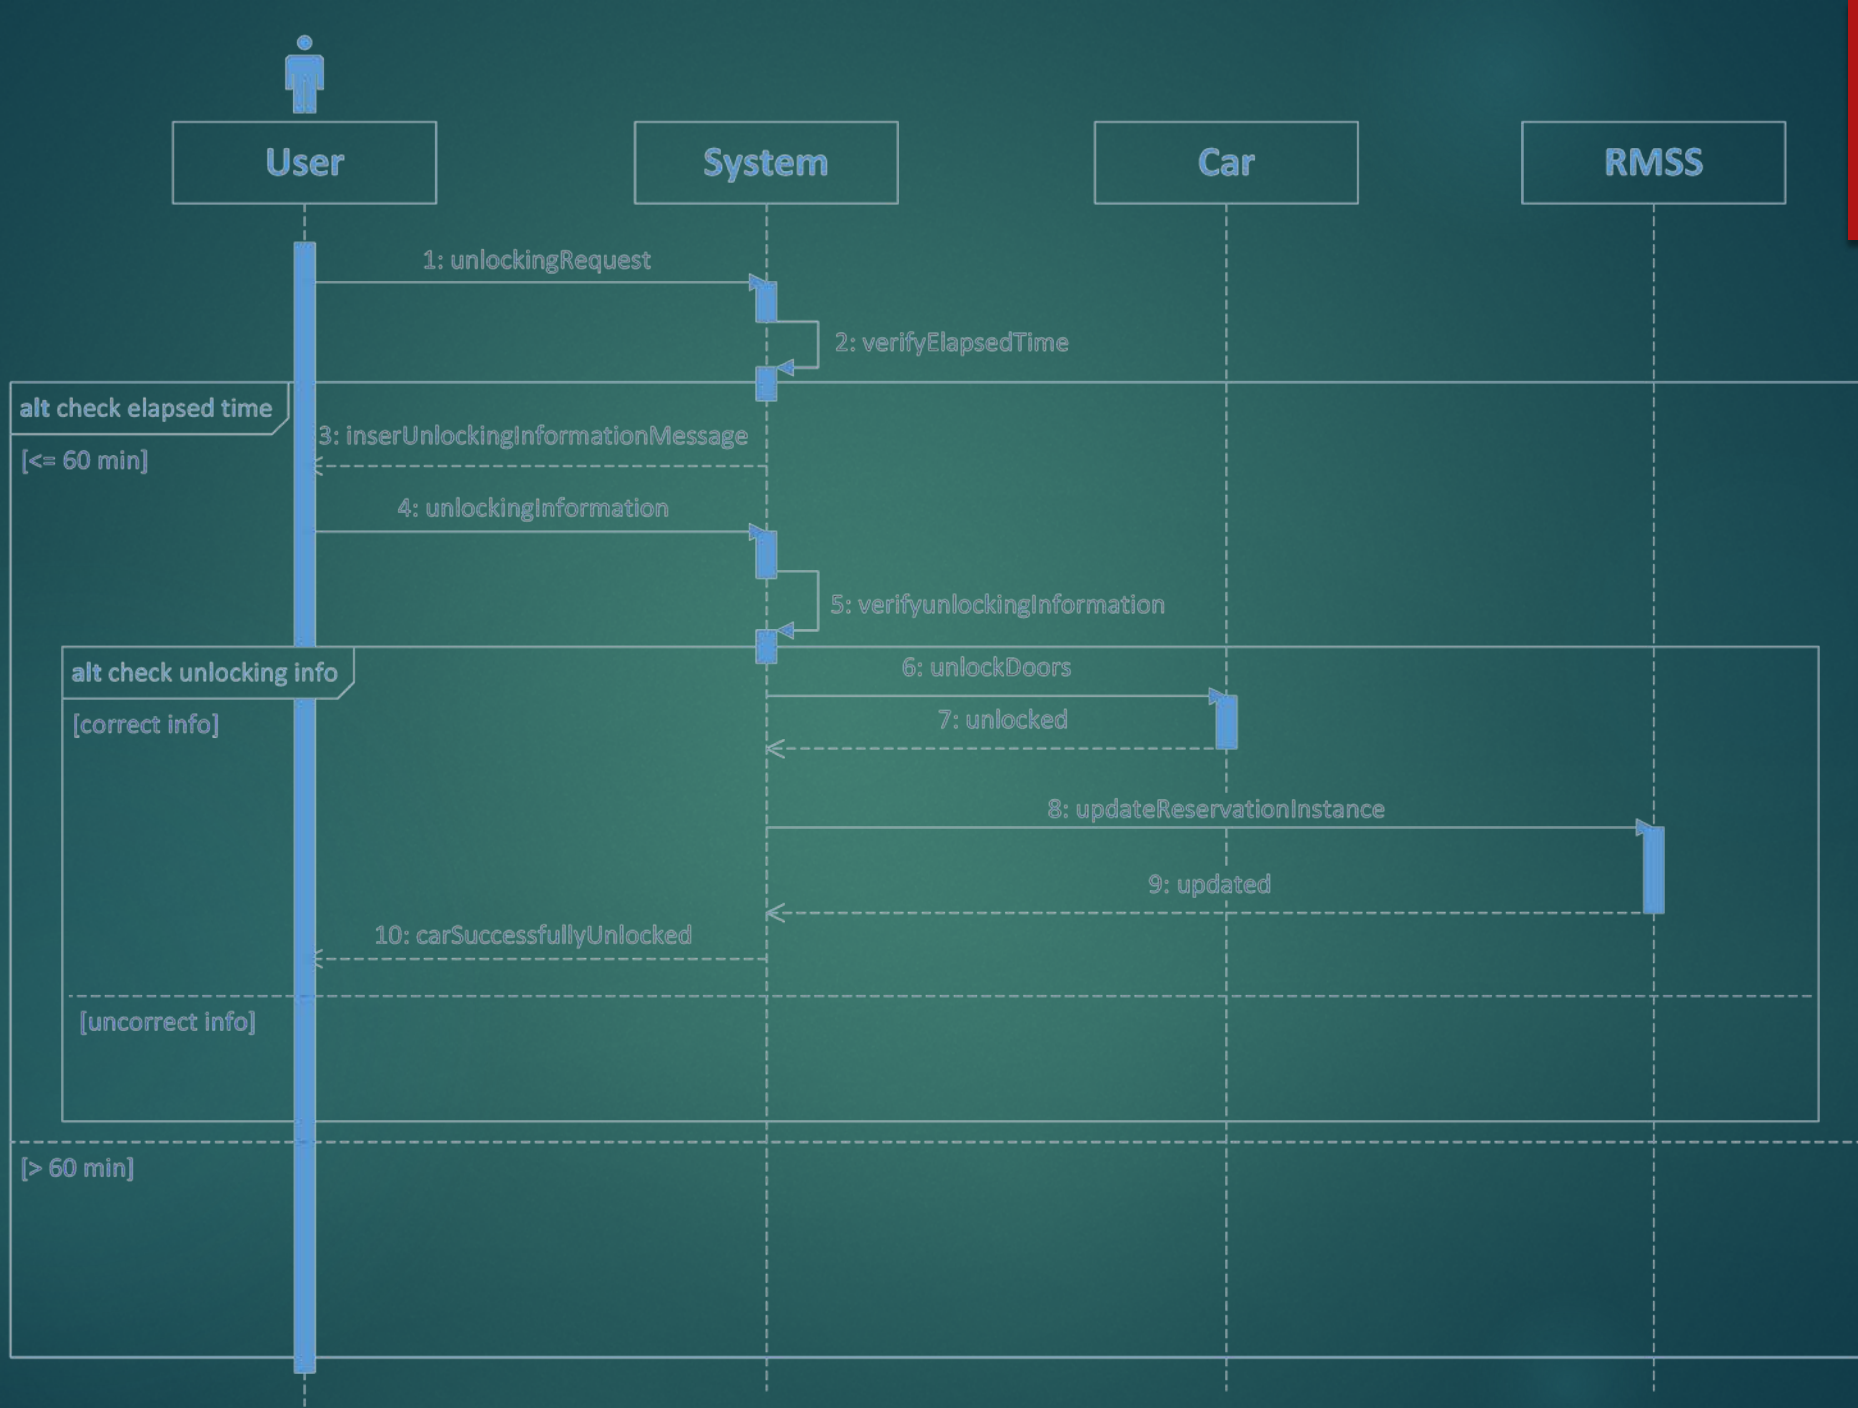 User
System
Car
RMSS
1: unlockingRequest
2: verifyElapsedTime
alt check elapsed time
3: inserUnlockingInformationMessage
[<= 60 min]
4: unlockingInformation
5: verifyunlockingInformation
alt check unlocking info
6: unlockDoors
[correct info]
7: unlocked
8: updateReservationInstance
9: updated
10: carSuccessfullyUnlocked
[uncorrect info]
[> 60 min]